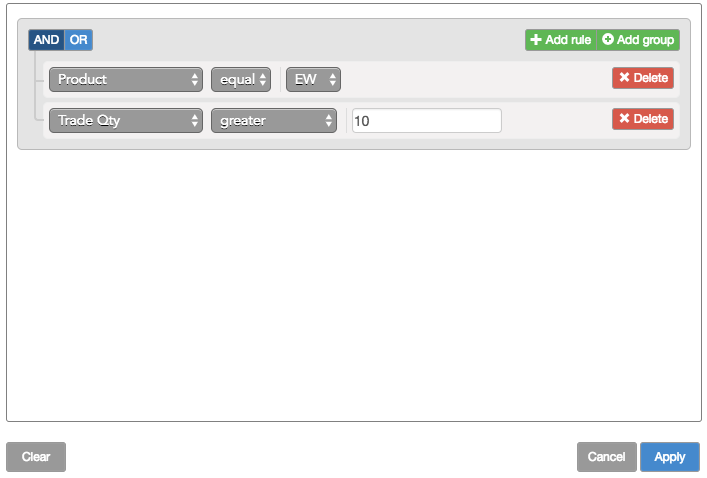 AND OR + Add rule Add group
Product equal EW Delete
Trade Qty greater 10 Delete
Clear Cancel Apply